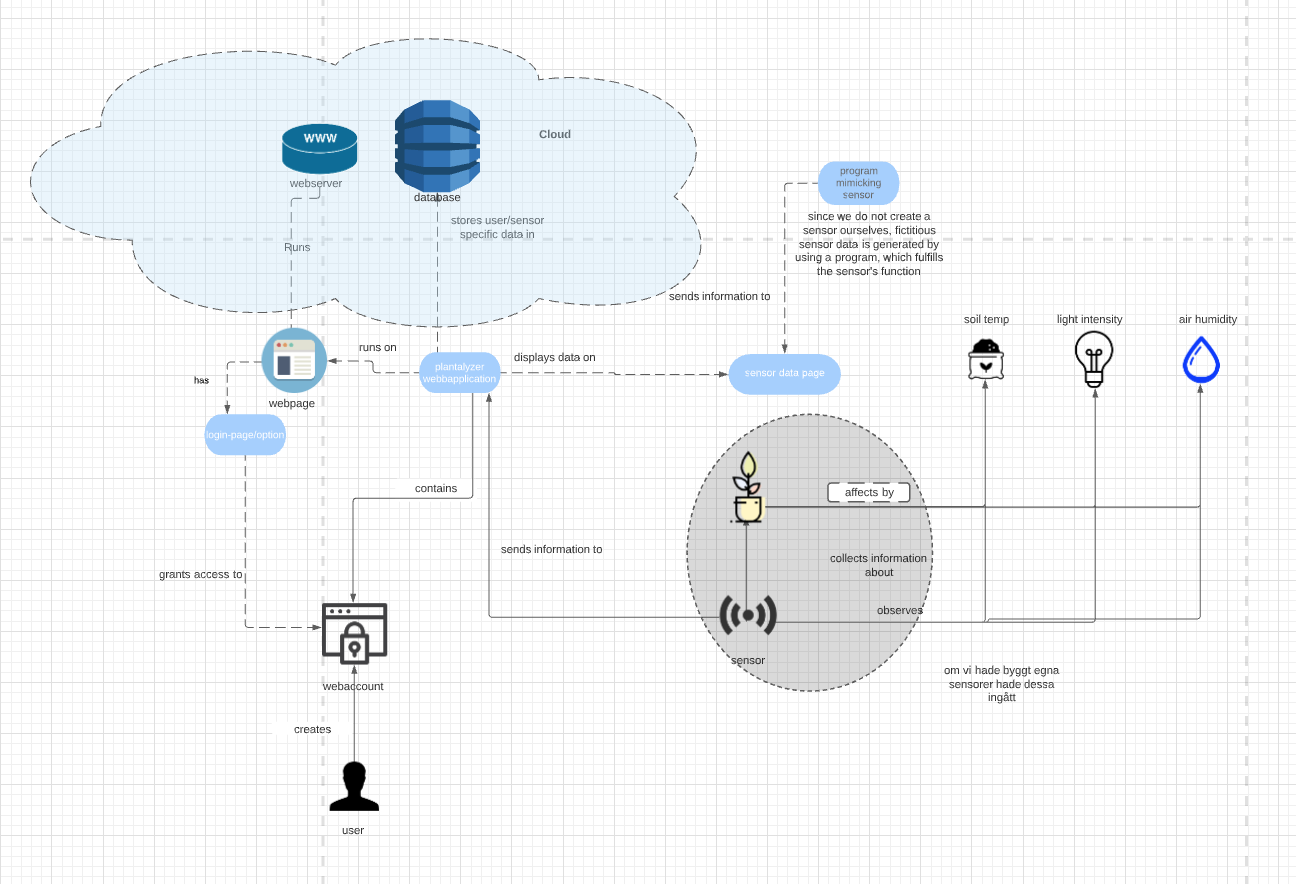 WWW
webserver
database
Cloud
stores user/sensor
specific data in
Runs
program
mimicking
sensor
since we do not create a
sensor ourselves, fictitious
sensor data is generated by
using a program, which fulfills
the sensor's function
sends information to
soil temp
light intensity
air humidity
runs on
plantalyzer
webapplication
displays data on
sensor data page
has
webpage
login-page/option
contains
affects by
sends information to
collects information
about
grants access to
observes
sensor
om vi hade byggt egna
sensorer hade dessa
ingått
webaccount
creates
user